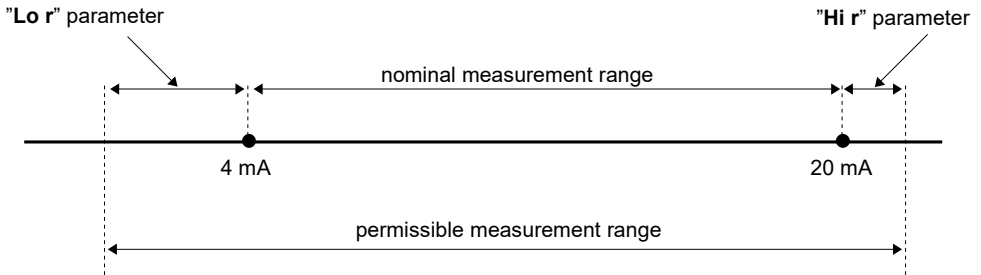 ”Lo r” parameter
”Hi r” parameter
nominal measurement range
4 mA
20 mA
permissible measurement range